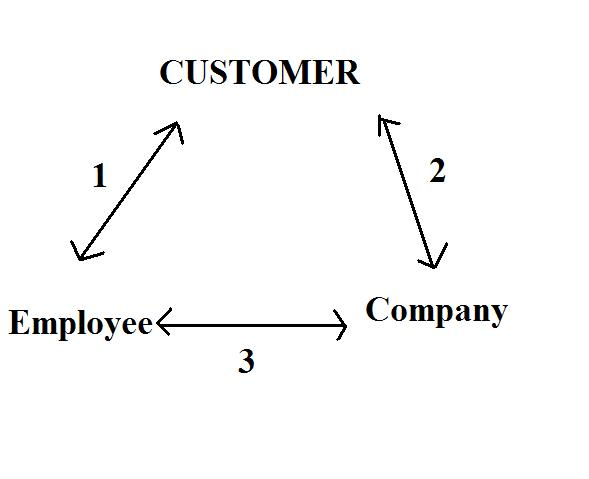 CUSTOMER
1
2
Employee
Company
3